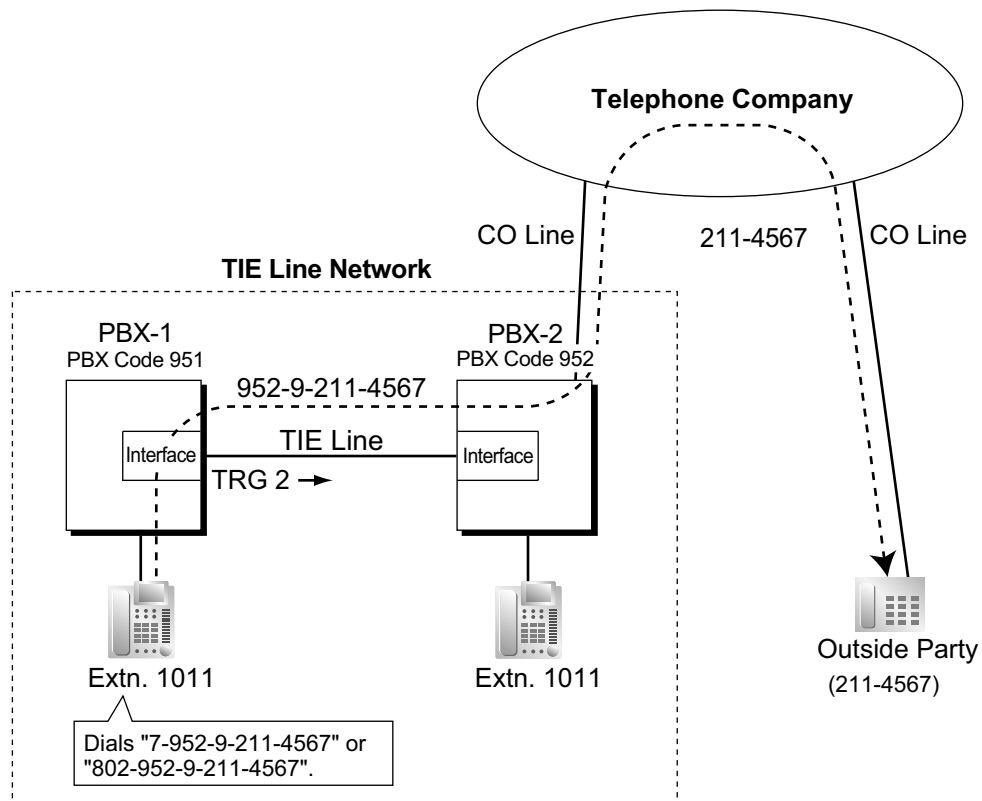 Telephone Company
CO Line
211-4567
CO Line
TIE Line Network
PBX-1
PBX Code 951
PBX-2
PBX Code 952
952-9-211-4567
Interface
TIE Line
Interface
TRG 2
Extn. 1011
Extn. 1011
Outside Party
(211-4567)
Dials "7-952-9-211-4567" or
"802-952-9-211-4567".